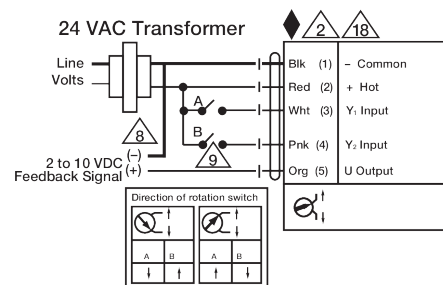 24 VAC Transformer
2
18
Line
Volts
Blk (1) – Common
Red (2) + Hot
A
Wht (3) Y1 Input
B
Pnk (4) Y2 Input
8
9
(–)
2 to 10 VDC
Feedback Signal (+)
Org (5) U Output
Direction of rotation switch
A B A B